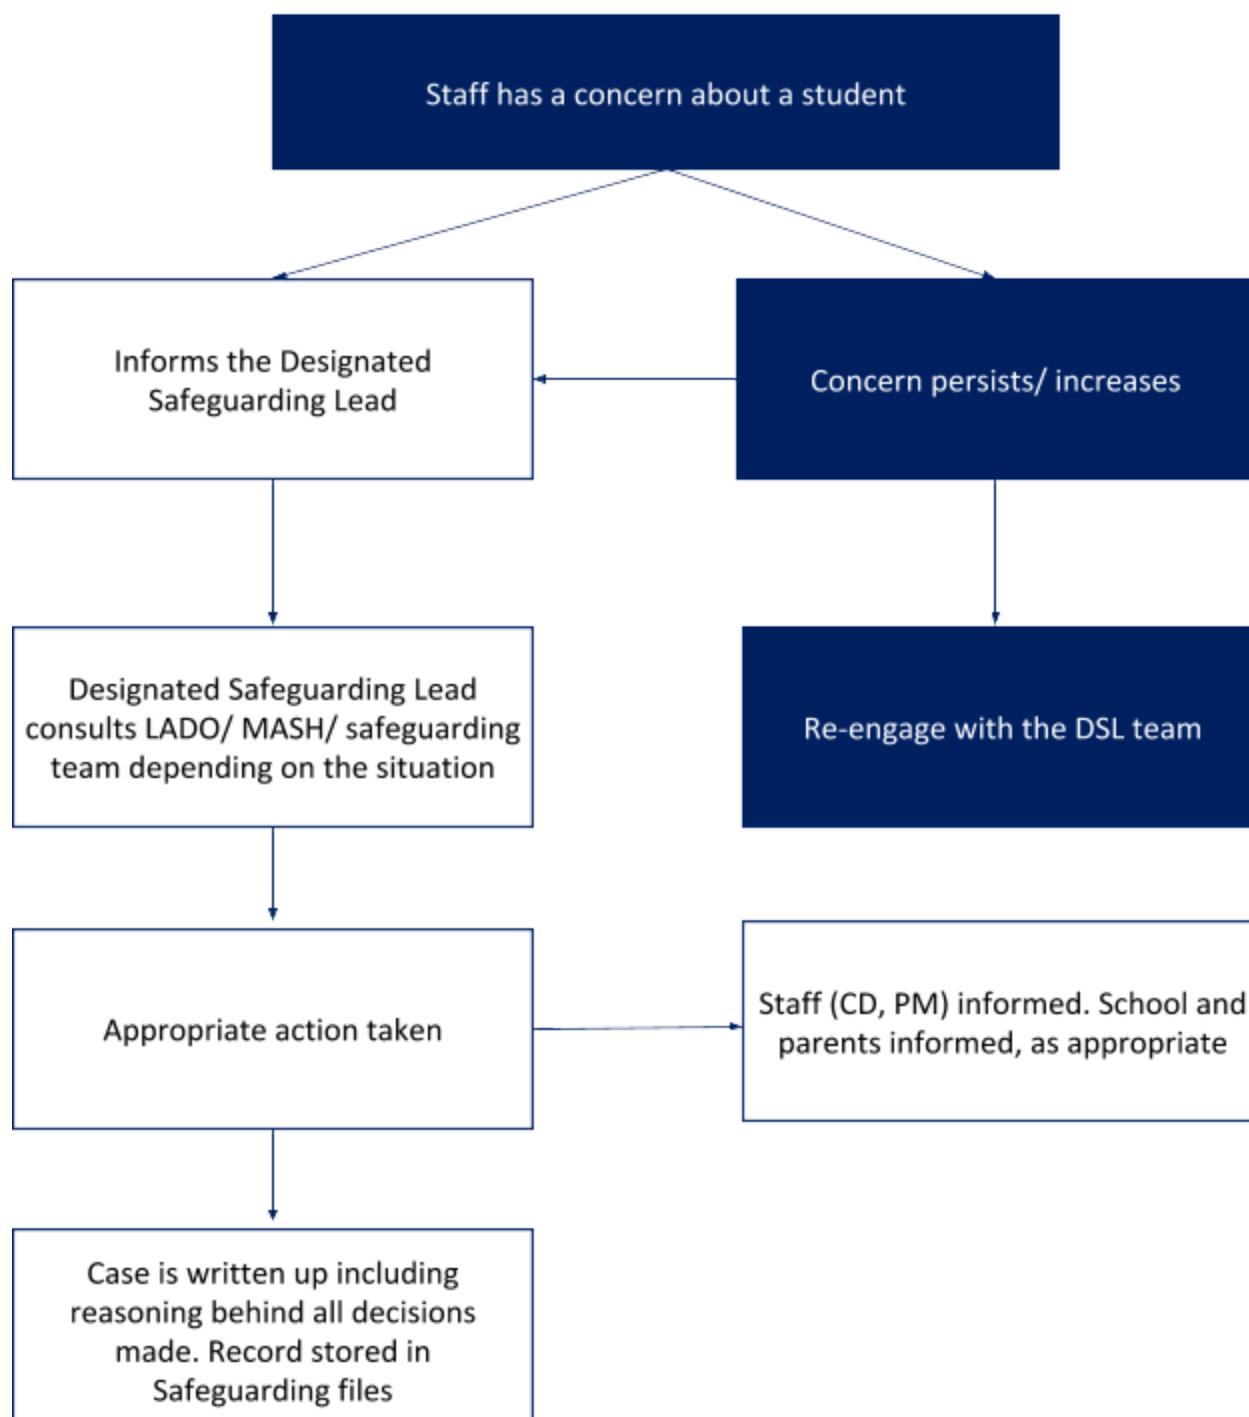 Staff has a concern about a student
Informs the Designated
Safeguarding Lead
Concern persists/ increases
Designated Safeguarding Lead
consults LADO/ MASH/ safeguarding
team depending on the situation
Re-engage with the DSL team
Appropriate action taken
Staff (CD, PM) informed. School and
parents informed, as appropriate
Case is written up including
reasoning behind all decisions
made. Record stored in
Safeguarding files